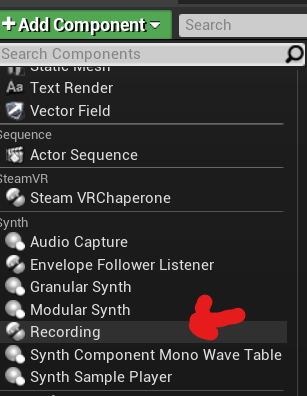 +Add Component
Search
Search Components
Static Mesh
Aa Text Render
Vector Field
Sequence
Actor Sequence
SteamVR
Steam VRChaperone
Synth
Audio Capture
Envelope Follower Listener
Granular Synth
Modular Synth
Recording
Synth Component Mono Wave Table
Synth Sample Player